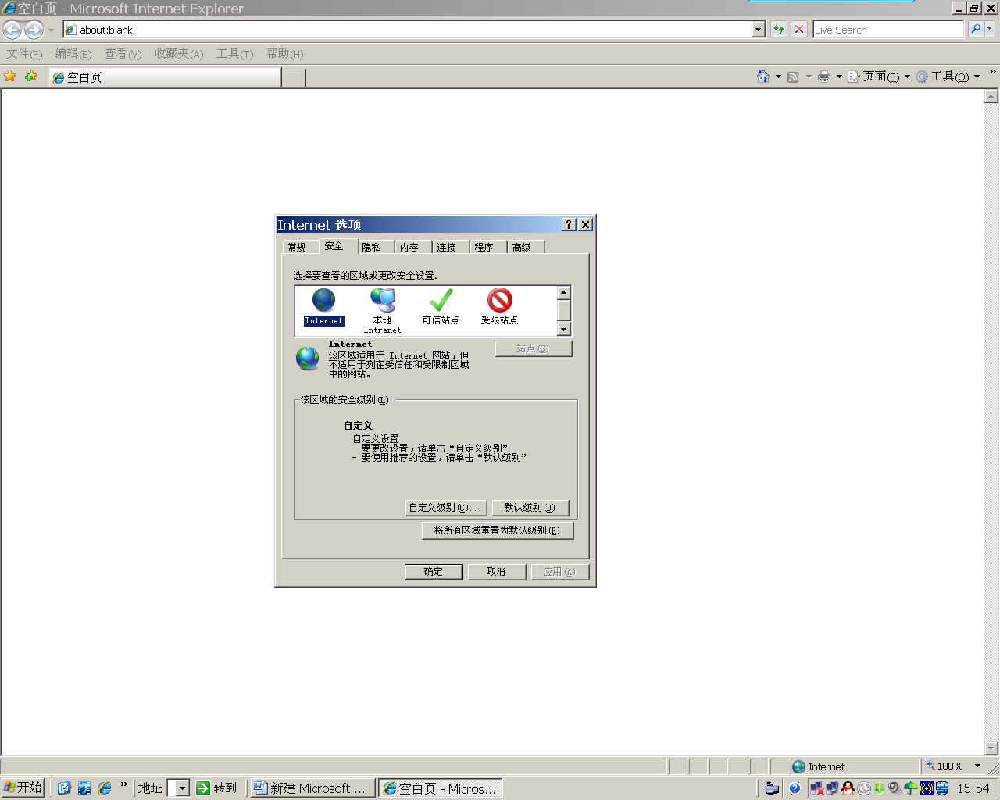 空白页 - Microsoft Internet Explorer
about:blank
Live Search
文件(F) 编辑(E) 查看(V) 收藏夹(A) 工具(T) 帮助(H)
空白页
页面(P) 工具(O)
Internet 选项
常规 安全 隐私 内容 连接 程序 高级
选择要查看的区域或更改安全设置。
Internet 本地 可信站点 受限站点
Intranet
Internet
站点(S)
该区域适用于 Internet 网站，但
不适用于列在受信任和受限制区域
中的网站。
该区域的安全级别(L)
自定义
自定义设置
- 要更改设置，请单击“自定义级别”
- 要使用推荐的设置，请单击“默认级别”
自定义级别(C)... 默认级别(D)
将所有区域重置为默认级别(R)
确定 取消 应用(A)
Internet 100%
开始 地址 转到 新建 Microsoft ... 空白页 - Micros... 15:54